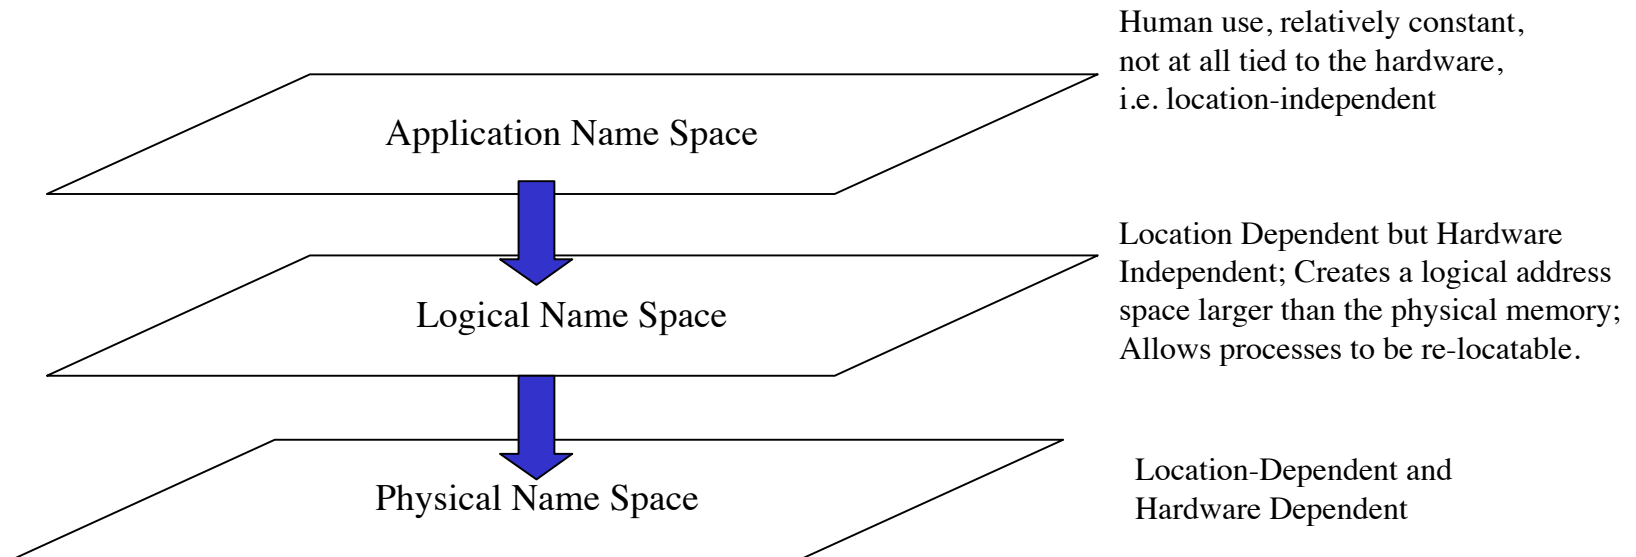 Human use, relatively constant,
not at all tied to the hardware,
i.e. location-independent
Application Name Space
Location Dependent but Hardware
Independent; Creates a logical address
space larger than the physical memory;
Allows processes to be re-locatable.
Logical Name Space
Location-Dependent and
Hardware Dependent
Physical Name Space